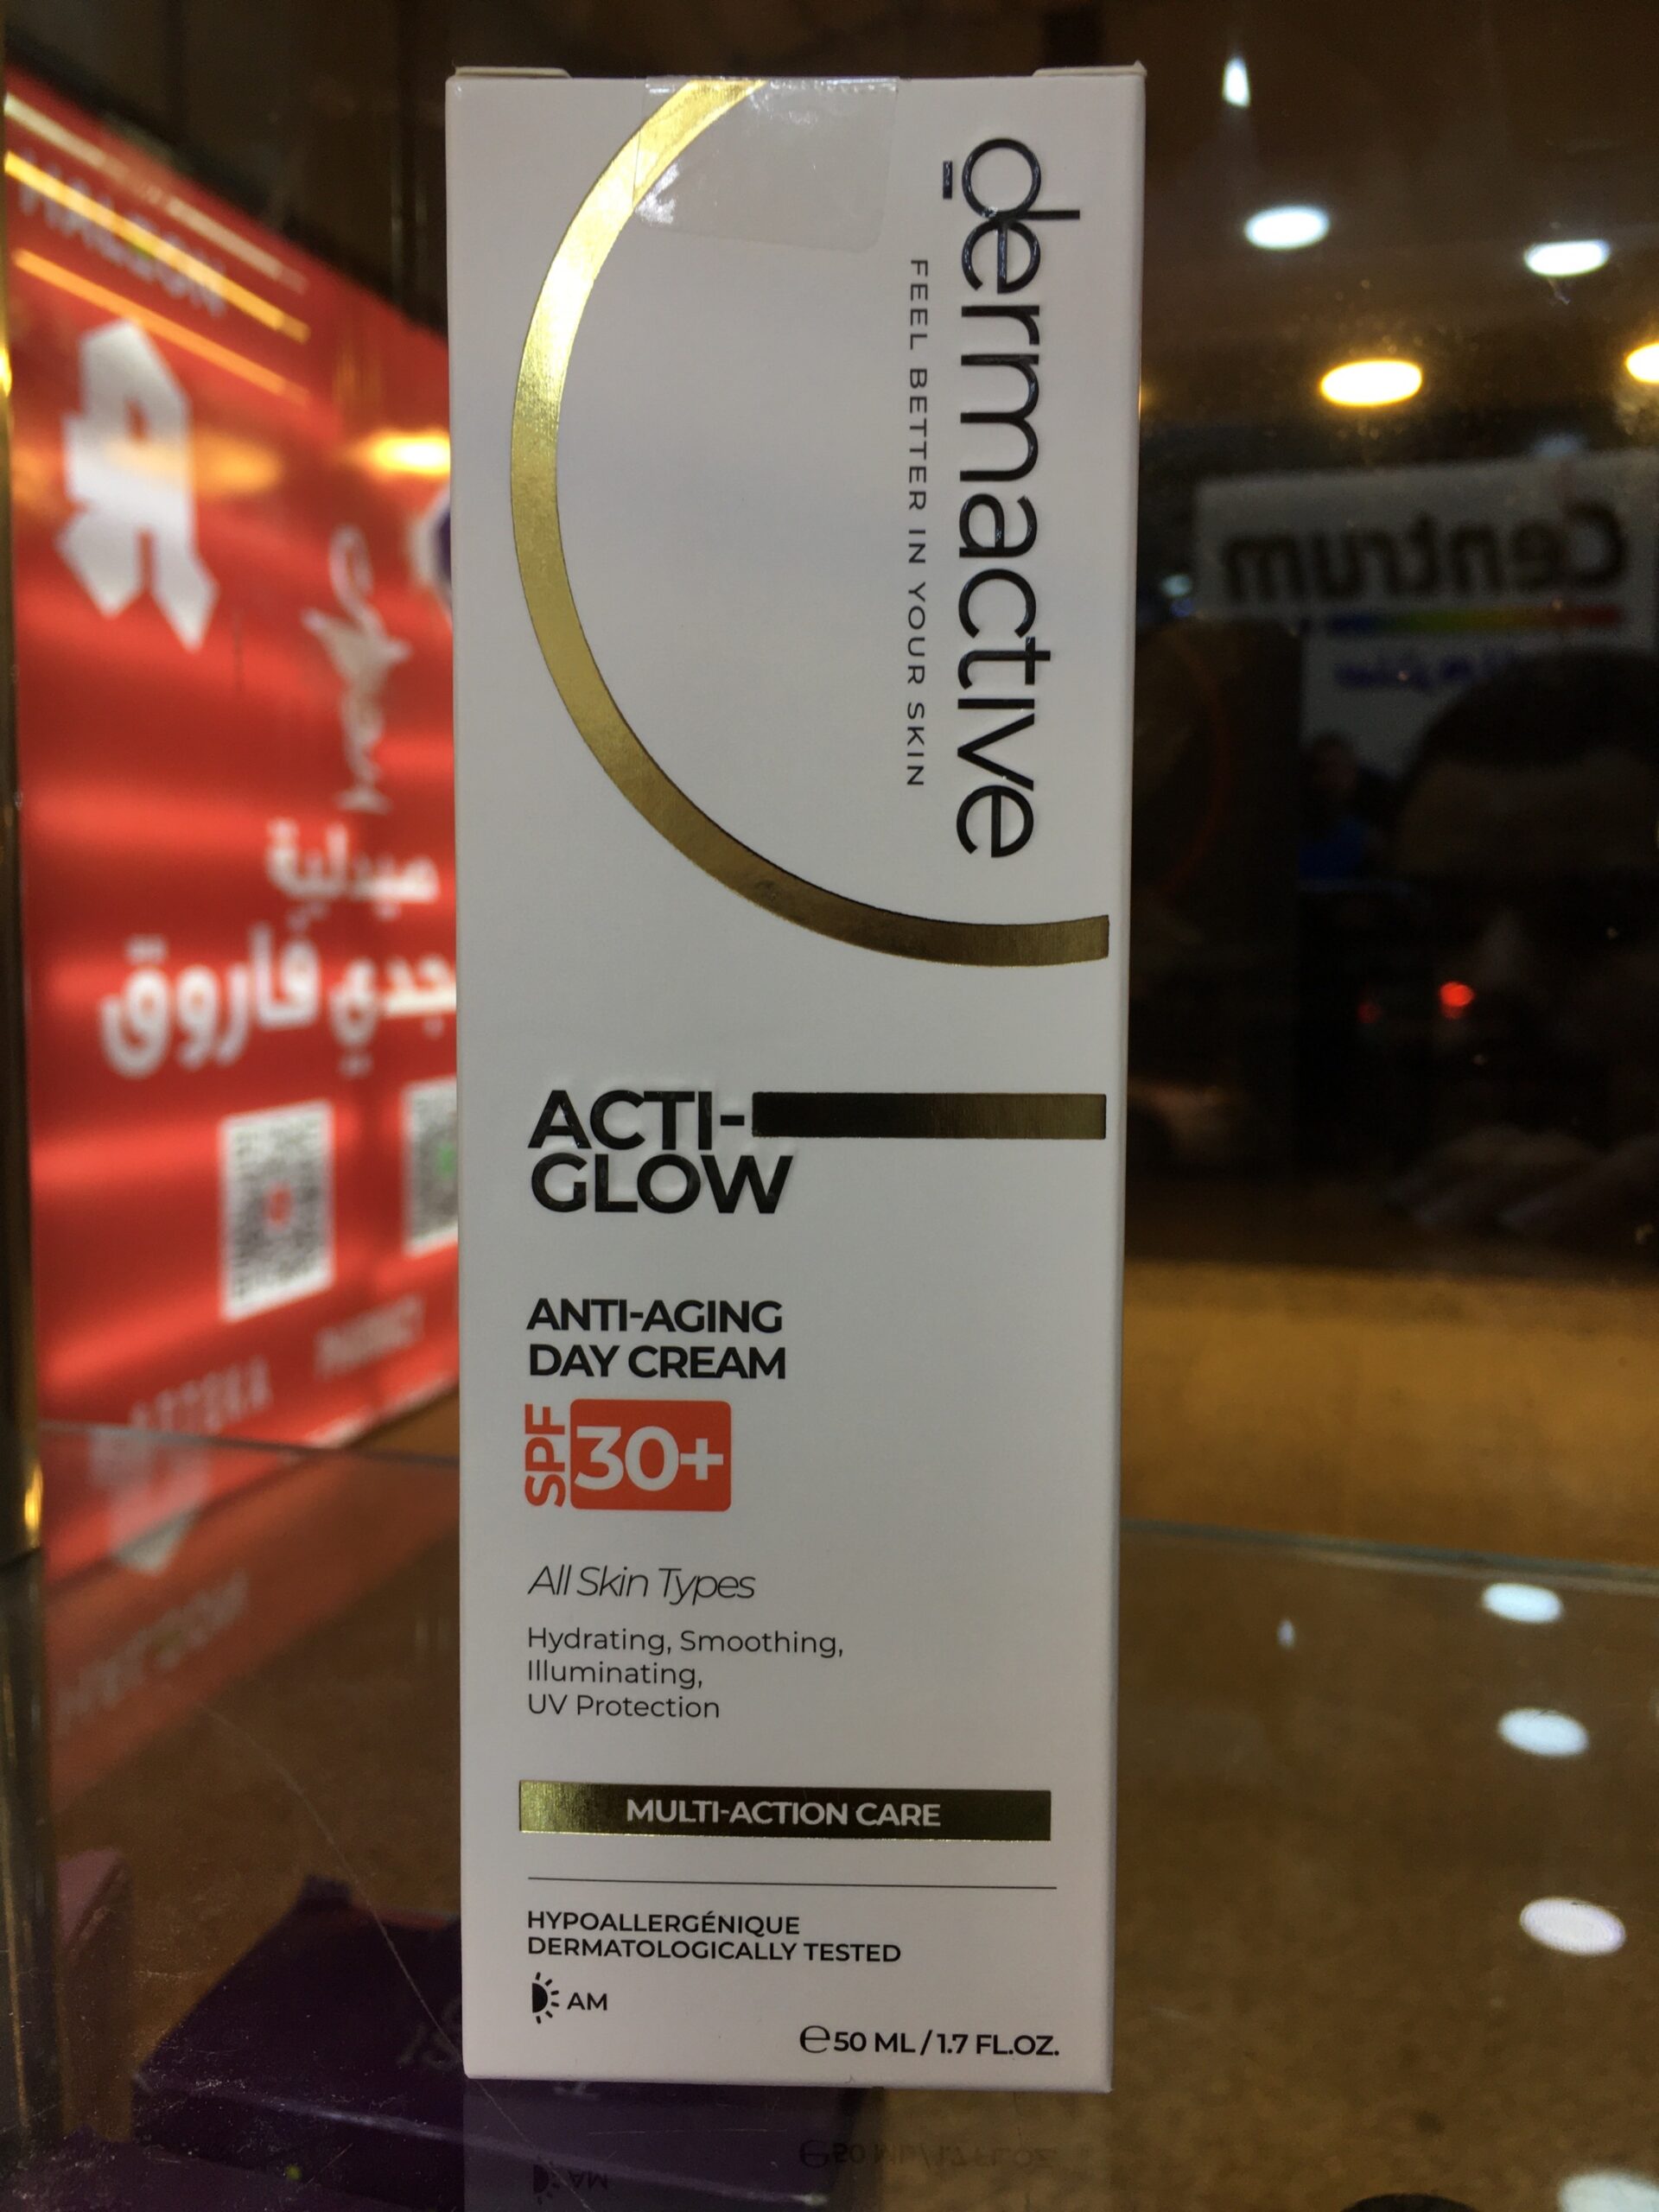 dermactive
FEEL BETTER IN YOUR SKIN
ACTI-
GLOW
ANTI-AGING
DAY CREAM
SPF 30+
All Skin Types
Hydrating, Smoothing,
Illuminating,
UV Protection
MULTI-ACTION CARE
HYPOALLERGÉNIQUE
DERMATOLOGICALLY TESTED
AM
℮50 ML / 1.7 FL.OZ.
صيدلية
فاروق
Centrum